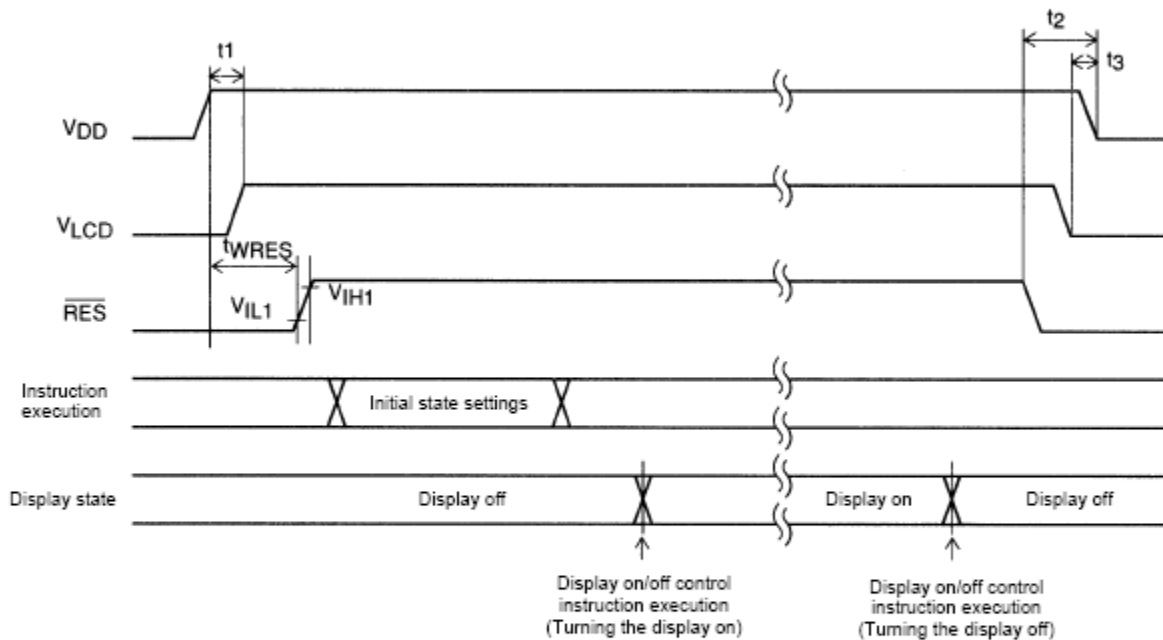 t1
t2
t3
VDD
VLCD
tWRES
VIL1
VIH1
RES
Instruction
execution
Initial state settings
Display state
Display off
Display on
Display off
Display on/off control
instruction execution
(Turning the display on)
Display on/off control
instruction execution
(Turning the display off)